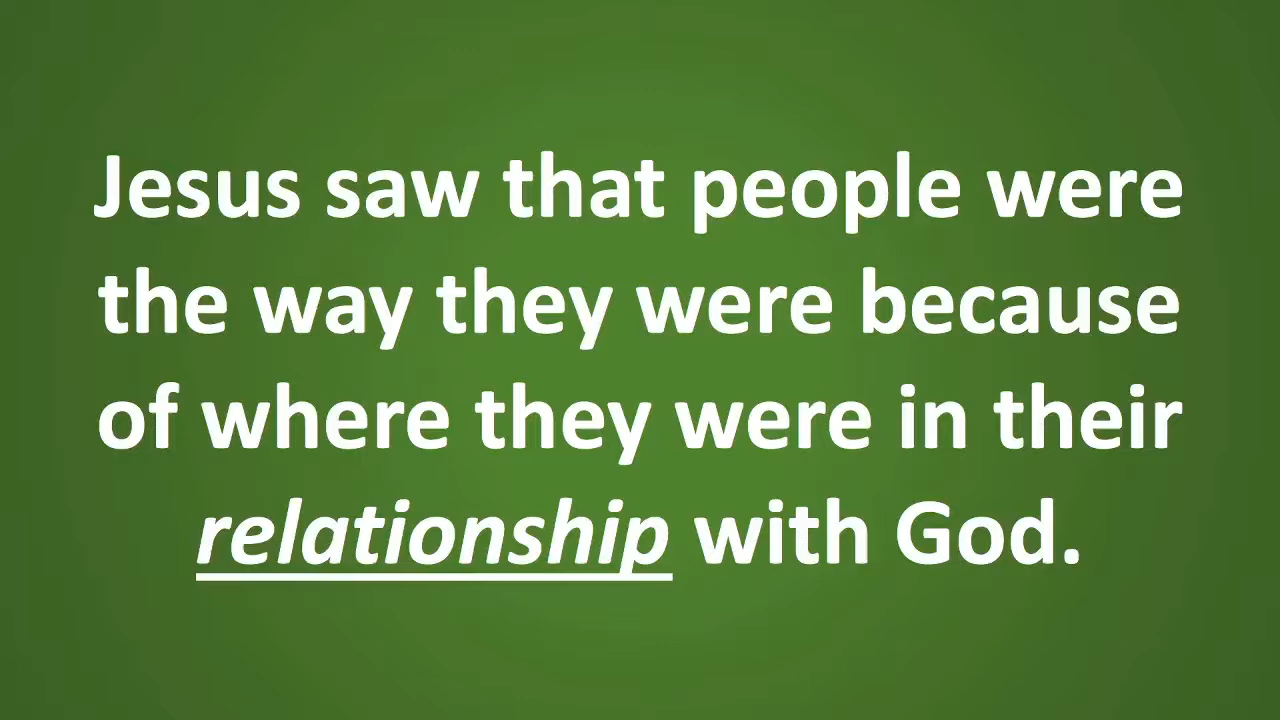 Jesus saw that people were
the way they were because
of where they were in their
relationship with God.